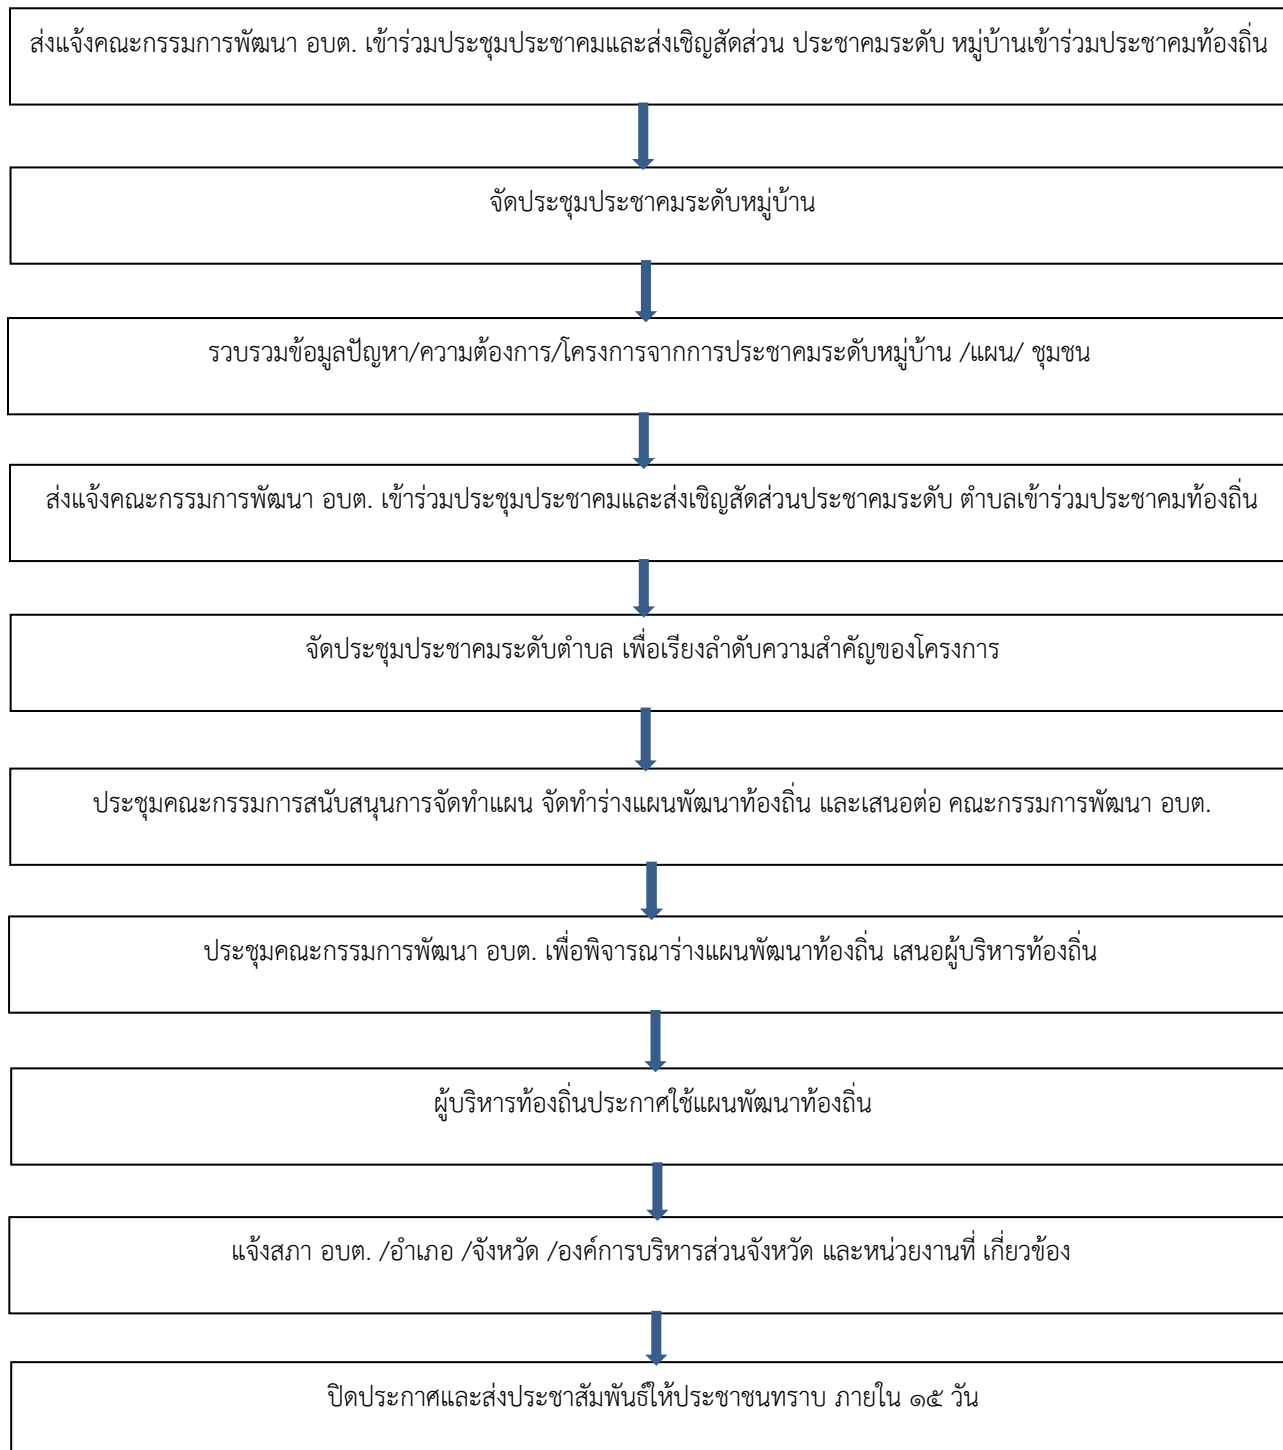 ส่งแจ้งคณะกรรมการพัฒนา อบต. เข้าร่วมประชุมประชาคมและส่งเชิญสัดส่วน ประชาคมระดับ หมู่บ้านเข้าร่วมประชาคมท้องถิ่น
จัดประชุมประชาคมระดับหมู่บ้าน
รวบรวมข้อมูลปัญหา/ความต้องการ/โครงการจากการประชาคมระดับหมู่บ้าน /แผน/ ชุมชน
ส่งแจ้งคณะกรรมการพัฒนา อบต. เข้าร่วมประชุมประชาคมและส่งเชิญสัดส่วนประชาคมระดับ ตำบลเข้าร่วมประชาคมท้องถิ่น
จัดประชุมประชาคมระดับตำบล เพื่อเรียงลำดับความสำคัญของโครงการ
ประชุมคณะกรรมการสนับสนุนการจัดทำแผน จัดทำร่างแผนพัฒนาท้องถิ่น และเสนอต่อ คณะกรรมการพัฒนา อบต.
ประชุมคณะกรรมการพัฒนา อบต. เพื่อพิจารณาร่างแผนพัฒนาท้องถิ่น เสนอผู้บริหารท้องถิ่น
ผู้บริหารท้องถิ่นประกาศใช้แผนพัฒนาท้องถิ่น
แจ้งสภา อบต. /อำเภอ /จังหวัด /องค์การบริหารส่วนจังหวัด และหน่วยงานที่ เกี่ยวข้อง
ปิดประกาศและส่งประชาสัมพันธ์ให้ประชาชนทราบ ภายใน ๑๕ วัน